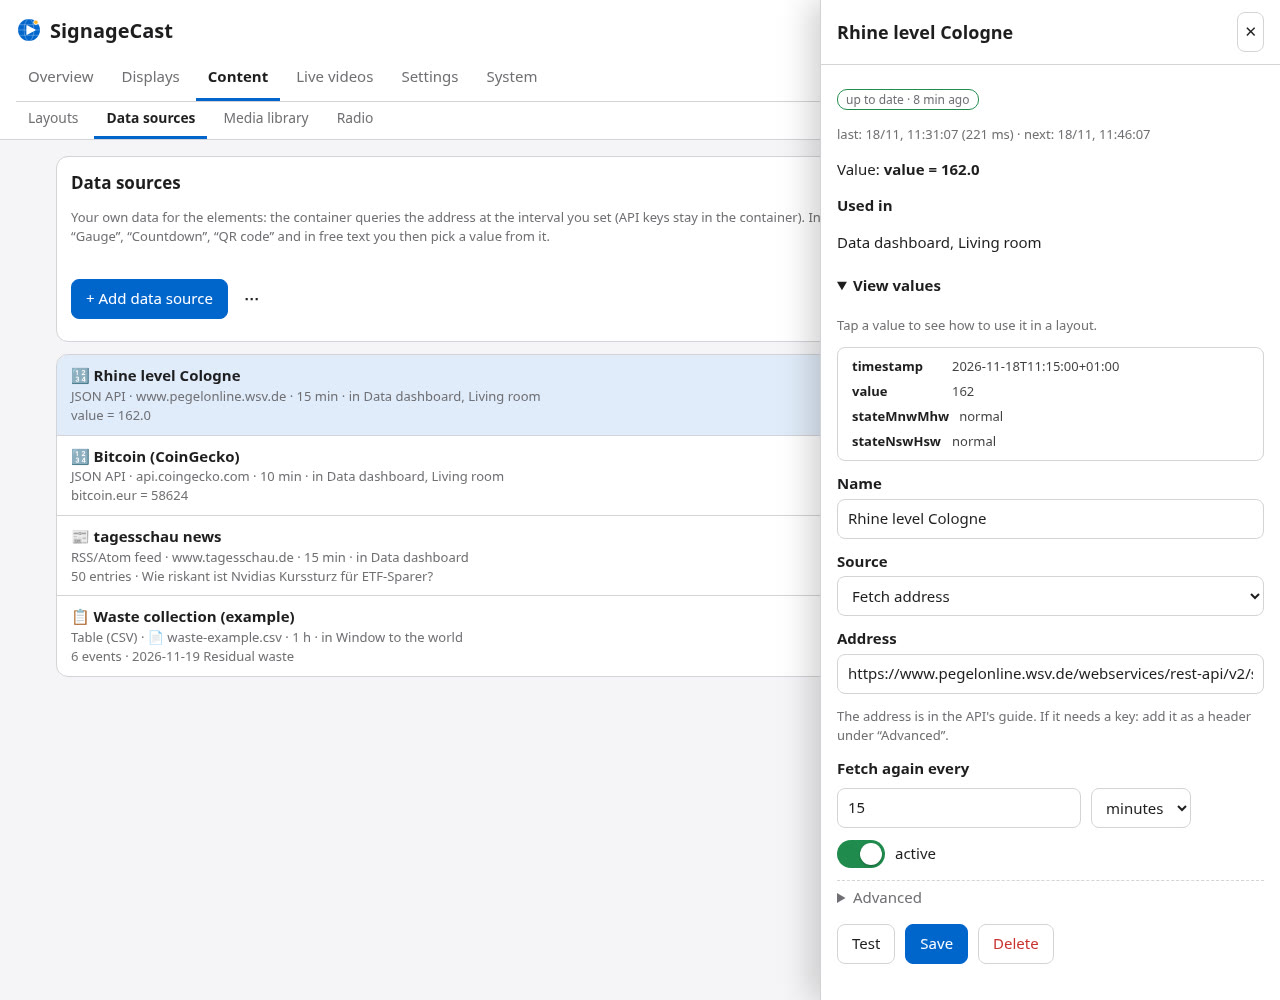 SignageCast
Overview Displays Content Live videos Settings System
Layouts Data sources Media library Radio
Data sources
Your own data for the elements: the container queries the address at the interval you set (API keys stay in the container). In
“Gauge”, “Countdown”, “QR code” and in free text you then pick a value from it.
+ Add data source ···
🔢 Rhine level Cologne
JSON API · www.pegelonline.wsv.de · 15 min · in Data dashboard, Living room
value = 162.0
🔢 Bitcoin (CoinGecko)
JSON API · api.coingecko.com · 10 min · in Data dashboard, Living room
bitcoin.eur = 58624
📰 tagesschau news
RSS/Atom feed · www.tagesschau.de · 15 min · in Data dashboard
50 entries · Wie riskant ist Nvidias Kurssturz für ETF-Sparer?
📋 Waste collection (example)
Table (CSV) · 📄 waste-example.csv · 1 h · in Window to the world
6 events · 2026-11-19 Residual waste
Rhine level Cologne ✕
up to date · 8 min ago
last: 18/11, 11:31:07 (221 ms) · next: 18/11, 11:46:07
Value: value = 162.0
Used in
Data dashboard, Living room
▼ View values
Tap a value to see how to use it in a layout.
timestamp 2026-11-18T11:15:00+01:00
value 162
stateMnwMhw normal
stateNswHsw normal
Name
Rhine level Cologne
Source
Fetch address
Address
https://www.pegelonline.wsv.de/webservices/rest-api/v2/
The address is in the API's guide. If it needs a key: add it as a header
under “Advanced”.
Fetch again every
15 minutes
active
▶ Advanced
Test Save Delete